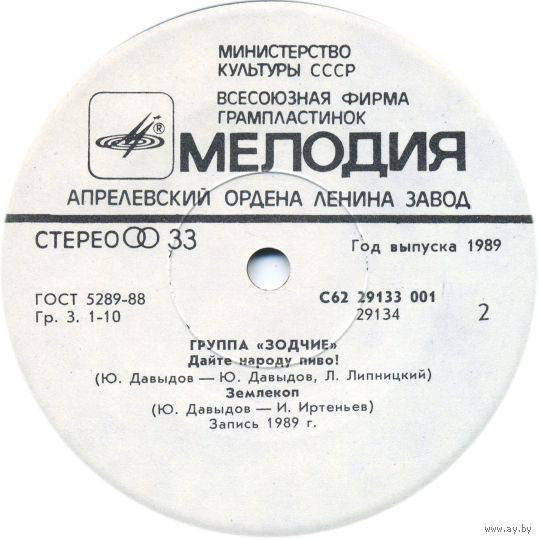 МИНИСТЕРСТВО
КУЛЬТУРЫ СССР
ВСЕСОЮЗНАЯ ФИРМА
ГРАМПЛАСТИНОК
МЕЛОДИЯ
АПРЕЛЕВСКИЙ ОРДЕНА ЛЕНИНА ЗАВОД
СТЕРЕО 33
Год выпуска 1989
ГОСТ 5289-88
Гр. 3. 1-10
С62 29133 001
29134
2
ГРУППА «ЗОДЧИЕ»
Дайте народу пиво!
(Ю. Давыдов — Ю. Давыдов, Л. Липницкий)
Землекоп
(Ю. Давыдов — И. Иртеньев)
Запись 1989 г.
www.ay.by